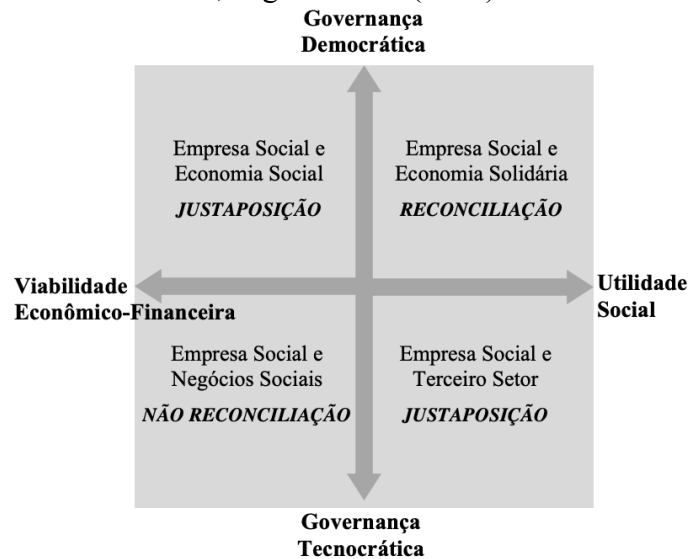 Governança
Democrática
Empresa Social e
Economia Social
JUSTAPOSIÇÃO
Empresa Social e
Economia Solidária
RECONCILIAÇÃO
Viabilidade
Econômico-Financeira
Utilidade
Social
Empresa Social e
Negócios Sociais
NÃO RECONCILIAÇÃO
Empresa Social e
Terceiro Setor
JUSTAPOSIÇÃO
Governança
Tecnocrática